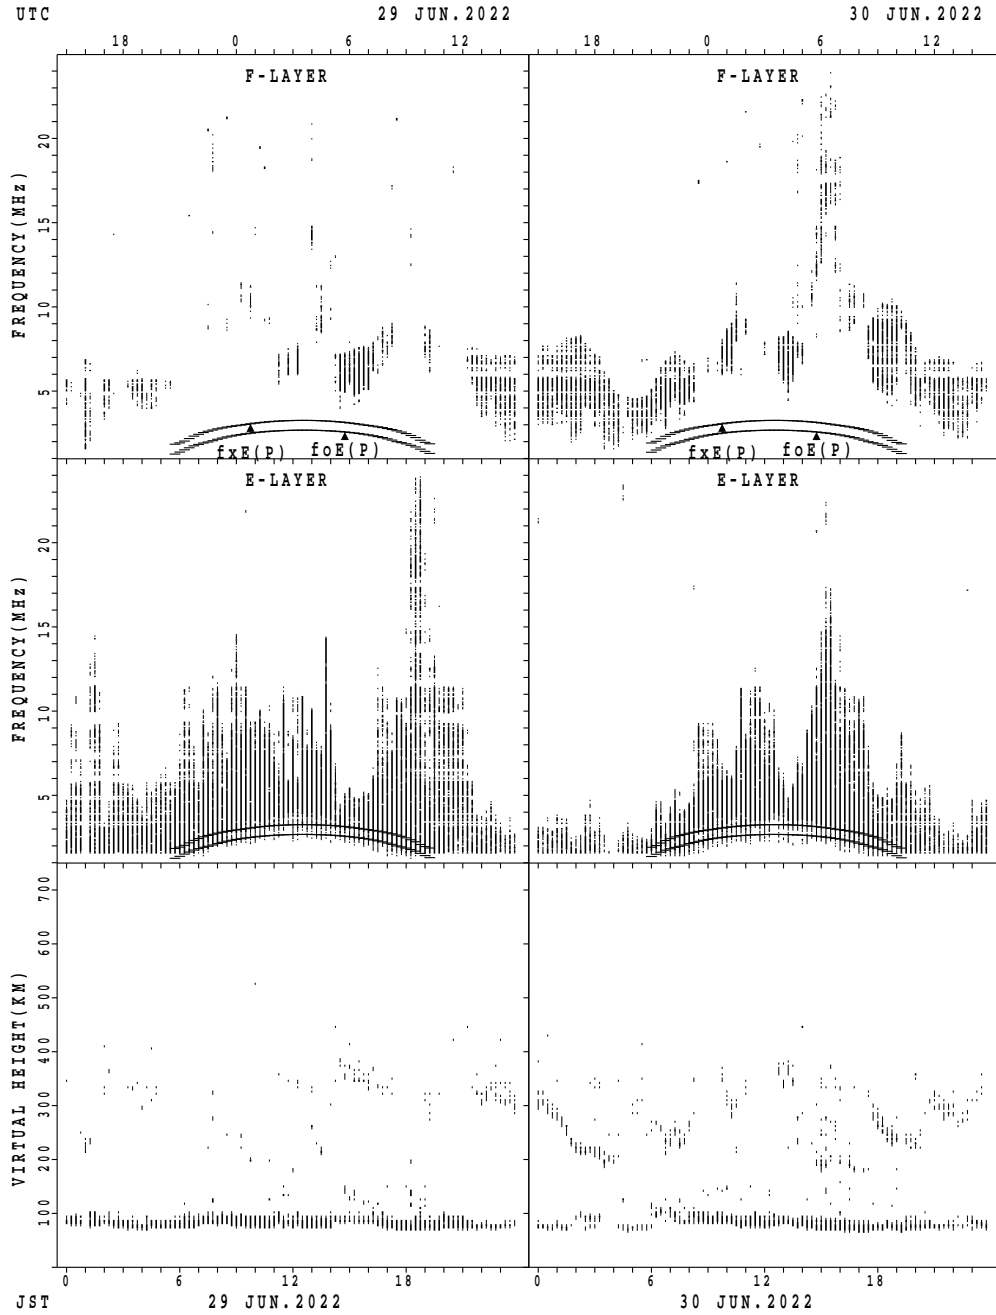 UTC 29 JUN.2022 30 JUN.2022
18 0 6 12 18 0 6 12
F-LAYER F-LAYER
FREQUENCY(MHz)
20
15
10
5
fxE(P) foE(P) fxE(P) foE(P)
E-LAYER E-LAYER
FREQUENCY(MHz)
20
15
10
5
VIRTUAL HEIGHT(KM)
700
600
500
400
300
200
100
0 6 12 18 0 6 12 18
JST 29 JUN.2022 30 JUN.2022